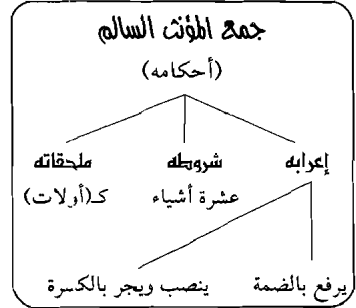 جمع المؤنث السالم
(أحكامه)
إعرابه شروطه ملحقاته
عشرة أشياء كـ(أولات)
يرفع بالضمة ينصب ويجر بالكسرة